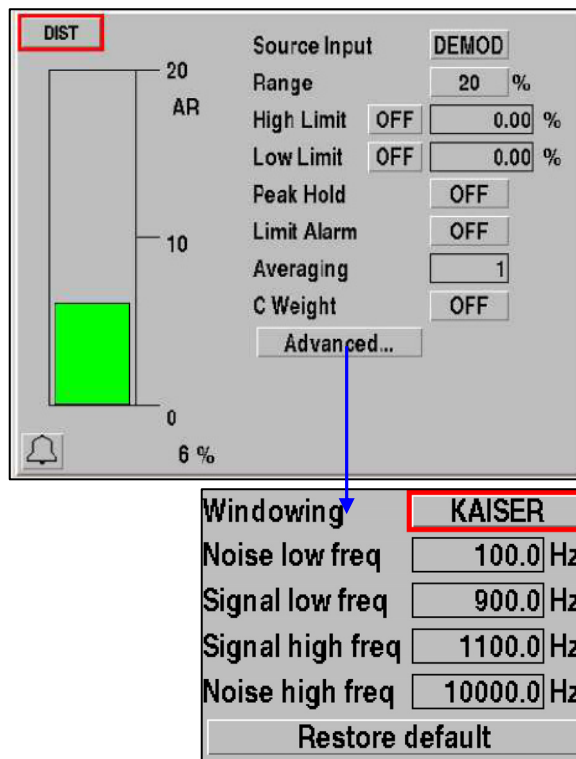 DIST
20
AR
10
0
6 %
Source Input DEMOD
Range 20 %
High Limit OFF 0.00 %
Low Limit OFF 0.00 %
Peak Hold OFF
Limit Alarm OFF
Averaging 1
C Weight OFF
Advanced...
Windowing KAISER
Noise low freq 100.0 Hz
Signal low freq 900.0 Hz
Signal high freq 1100.0 Hz
Noise high freq 10000.0 Hz
Restore default